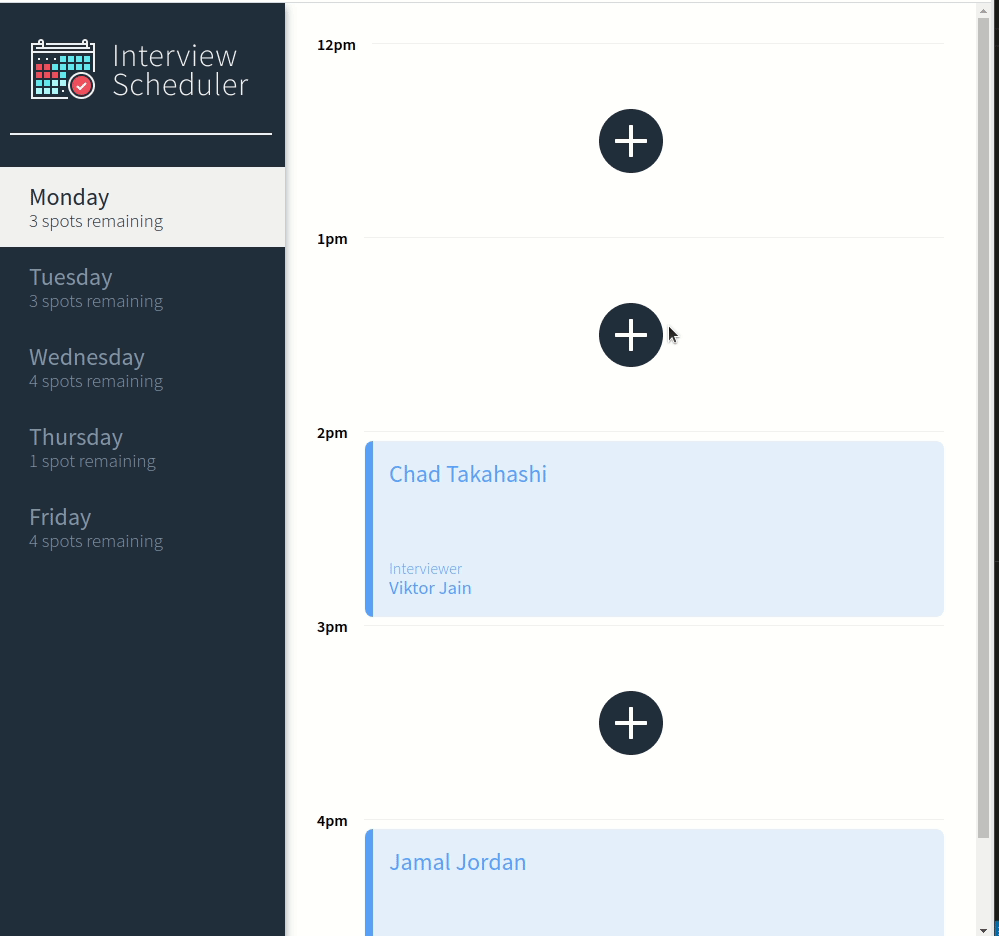 Interview
Scheduler
Monday
3 spots remaining
Tuesday
3 spots remaining
Wednesday
4 spots remaining
Thursday
1 spot remaining
Friday
4 spots remaining
12pm
1pm
2pm
Chad Takahashi
Interviewer
Viktor Jain
3pm
4pm
Jamal Jordan